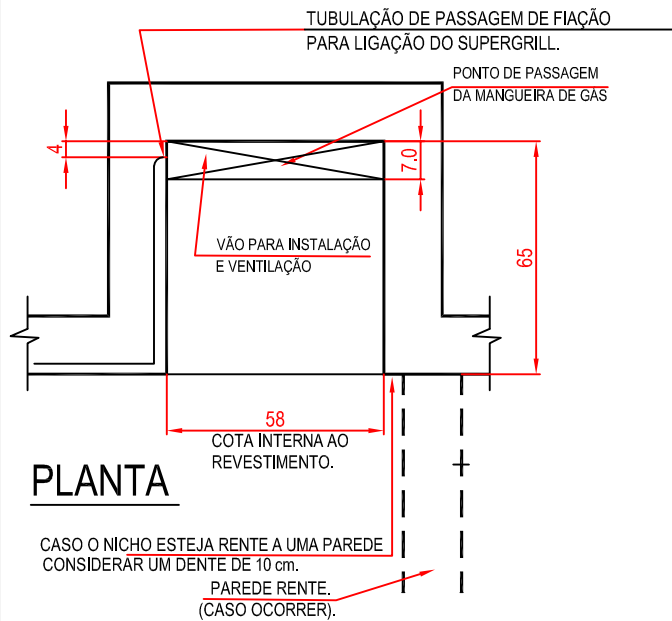 TUBULAÇÃO DE PASSAGEM DE FIAÇÃO
PARA LIGAÇÃO DO SUPERGRILL.
PONTO DE PASSAGEM
DA MANGUEIRA DE GÁS
4
7.0
VÃO PARA INSTALAÇÃO
E VENTILAÇÃO
65
58
COTA INTERNA AO
REVESTIMENTO.
PLANTA
CASO O NICHO ESTEJA RENTE A UMA PAREDE
CONSIDERAR UM DENTE DE 10 cm.
PAREDE RENTE.
(CASO OCORRER).